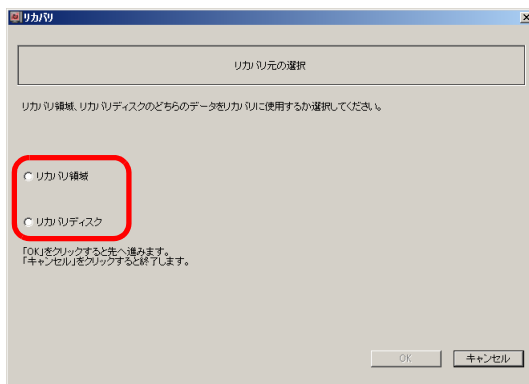 リカバリ
リカバリ元の選択
リカバリ領域、リカバリディスクのどちらのデータをリカバリに使用するか選択してください。
リカバリ領域
リカバリディスク
「OK」をクリックすると先へ進みます。
「キャンセル」をクリックすると終了します。
OK
キャンセル